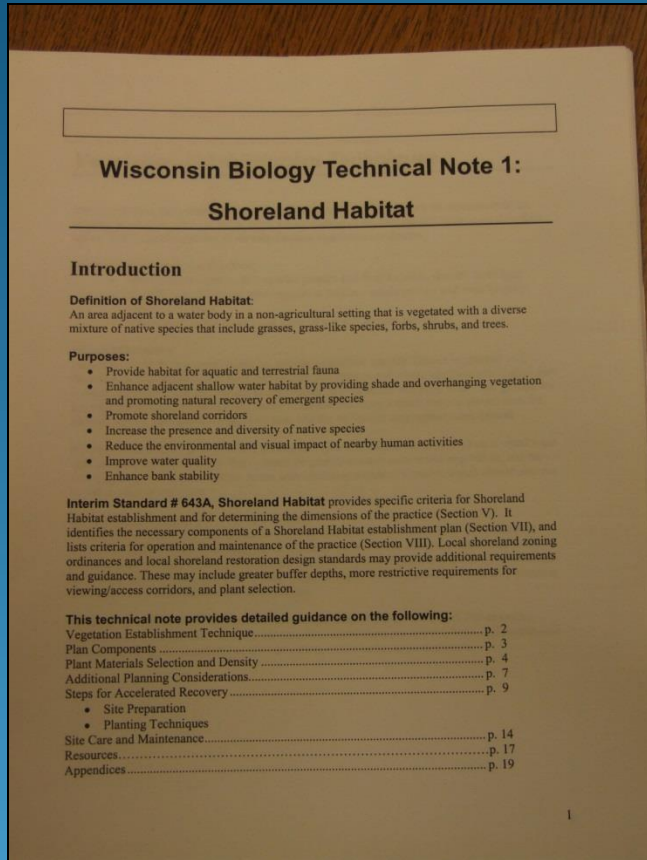 Wisconsin Biology Technical Note 1:
Shoreland Habitat
Introduction
Definition of Shoreland Habitat:
An area adjacent to a water body in a non-agricultural setting that is vegetated with a diverse
mixture of native species that include grasses, grass-like species, forbs, shrubs, and trees.
Purposes:
• Provide habitat for aquatic and terrestrial fauna
• Enhance adjacent shallow water habitat by providing shade and overhanging vegetation
and promoting natural recovery of emergent species
• Promote shoreland corridors
• Increase the presence and diversity of native species
• Reduce the environmental and visual impact of nearby human activities
• Improve water quality
• Enhance bank stability
Interim Standard # 643A, Shoreland Habitat provides specific criteria for Shoreland
Habitat establishment and for determining the dimensions of the practice (Section V). It
identifies the necessary components of a Shoreland Habitat establishment plan (Section VII), and
lists criteria for operation and maintenance of the practice (Section VIII). Local shoreland zoning
ordinances and local shoreland restoration design standards may provide additional requirements
and guidance. These may include greater buffer depths, more restrictive requirements for
viewing/access corridors, and plant selection.
This technical note provides detailed guidance on the following:
Vegetation Establishment Technique.......p. 2
Plan Components.......p. 3
Plant Materials Selection and Density.......p. 4
Additional Planning Considerations.......p. 7
Steps for Accelerated Recovery.......p. 9
• Site Preparation
• Planting Techniques
Site Care and Maintenance.......p. 14
Resources.......p. 17
Appendices.......p. 19
1